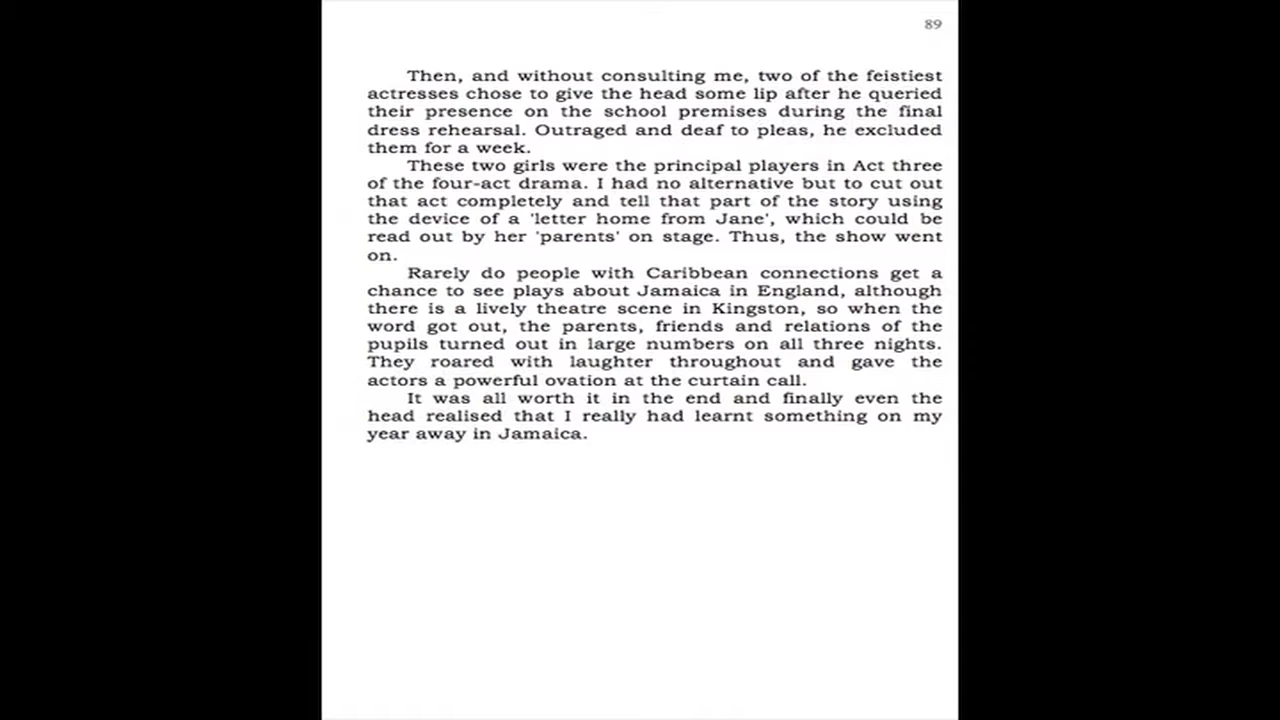 89
Then, and without consulting me, two of the feistiest
actresses chose to give the head some lip after he queried
their presence on the school premises during the final
dress rehearsal. Outraged and deaf to pleas, he excluded
them for a week.
These two girls were the principal players in Act three
of the four-act drama. I had no alternative but to cut out
that act completely and tell that part of the story using
the device of a 'letter home from Jane', which could be
read out by her 'parents' on stage. Thus, the show went
on.
Rarely do people with Caribbean connections get a
chance to see plays about Jamaica in England, although
there is a lively theatre scene in Kingston, so when the
word got out, the parents, friends and relations of the
pupils turned out in large numbers on all three nights.
They roared with laughter throughout and gave the
actors a powerful ovation at the curtain call.
It was all worth it in the end and finally even the
head realised that I really had learnt something on my
year away in Jamaica.